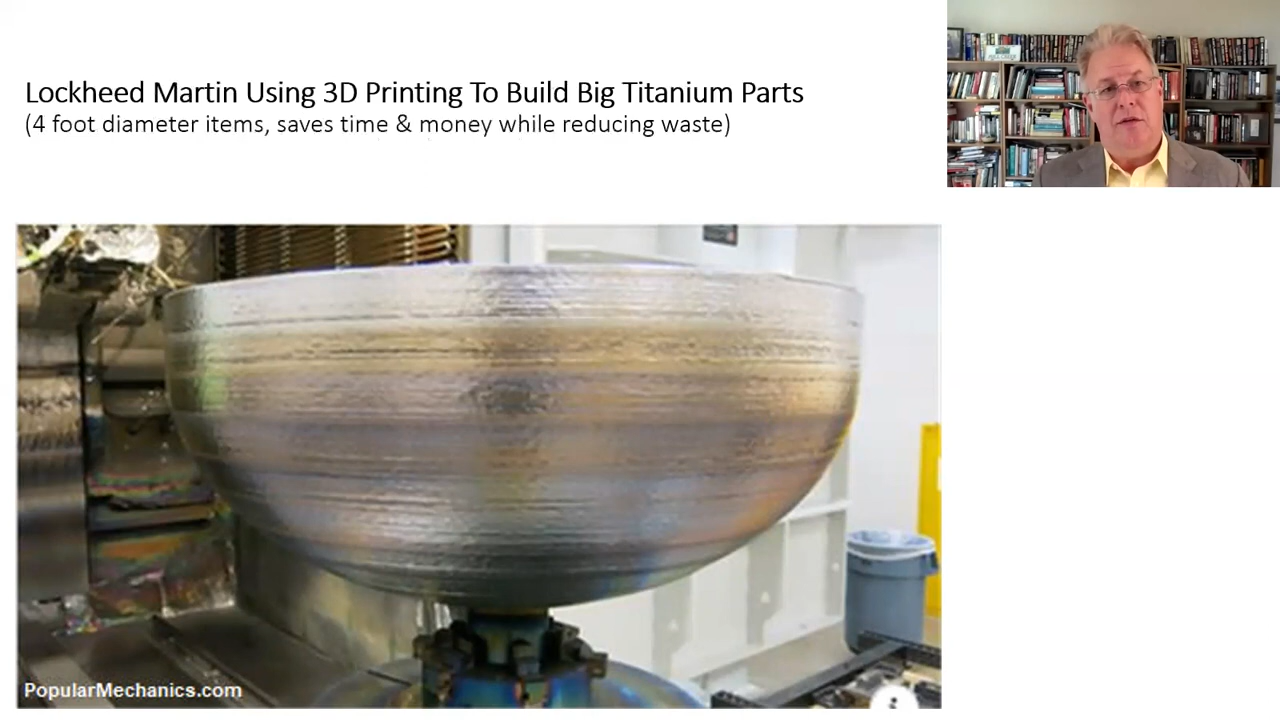 Lockheed Martin Using 3D Printing To Build Big Titanium Parts
(4 foot diameter items, saves time & money while reducing waste)
PopularMechanics.com
i